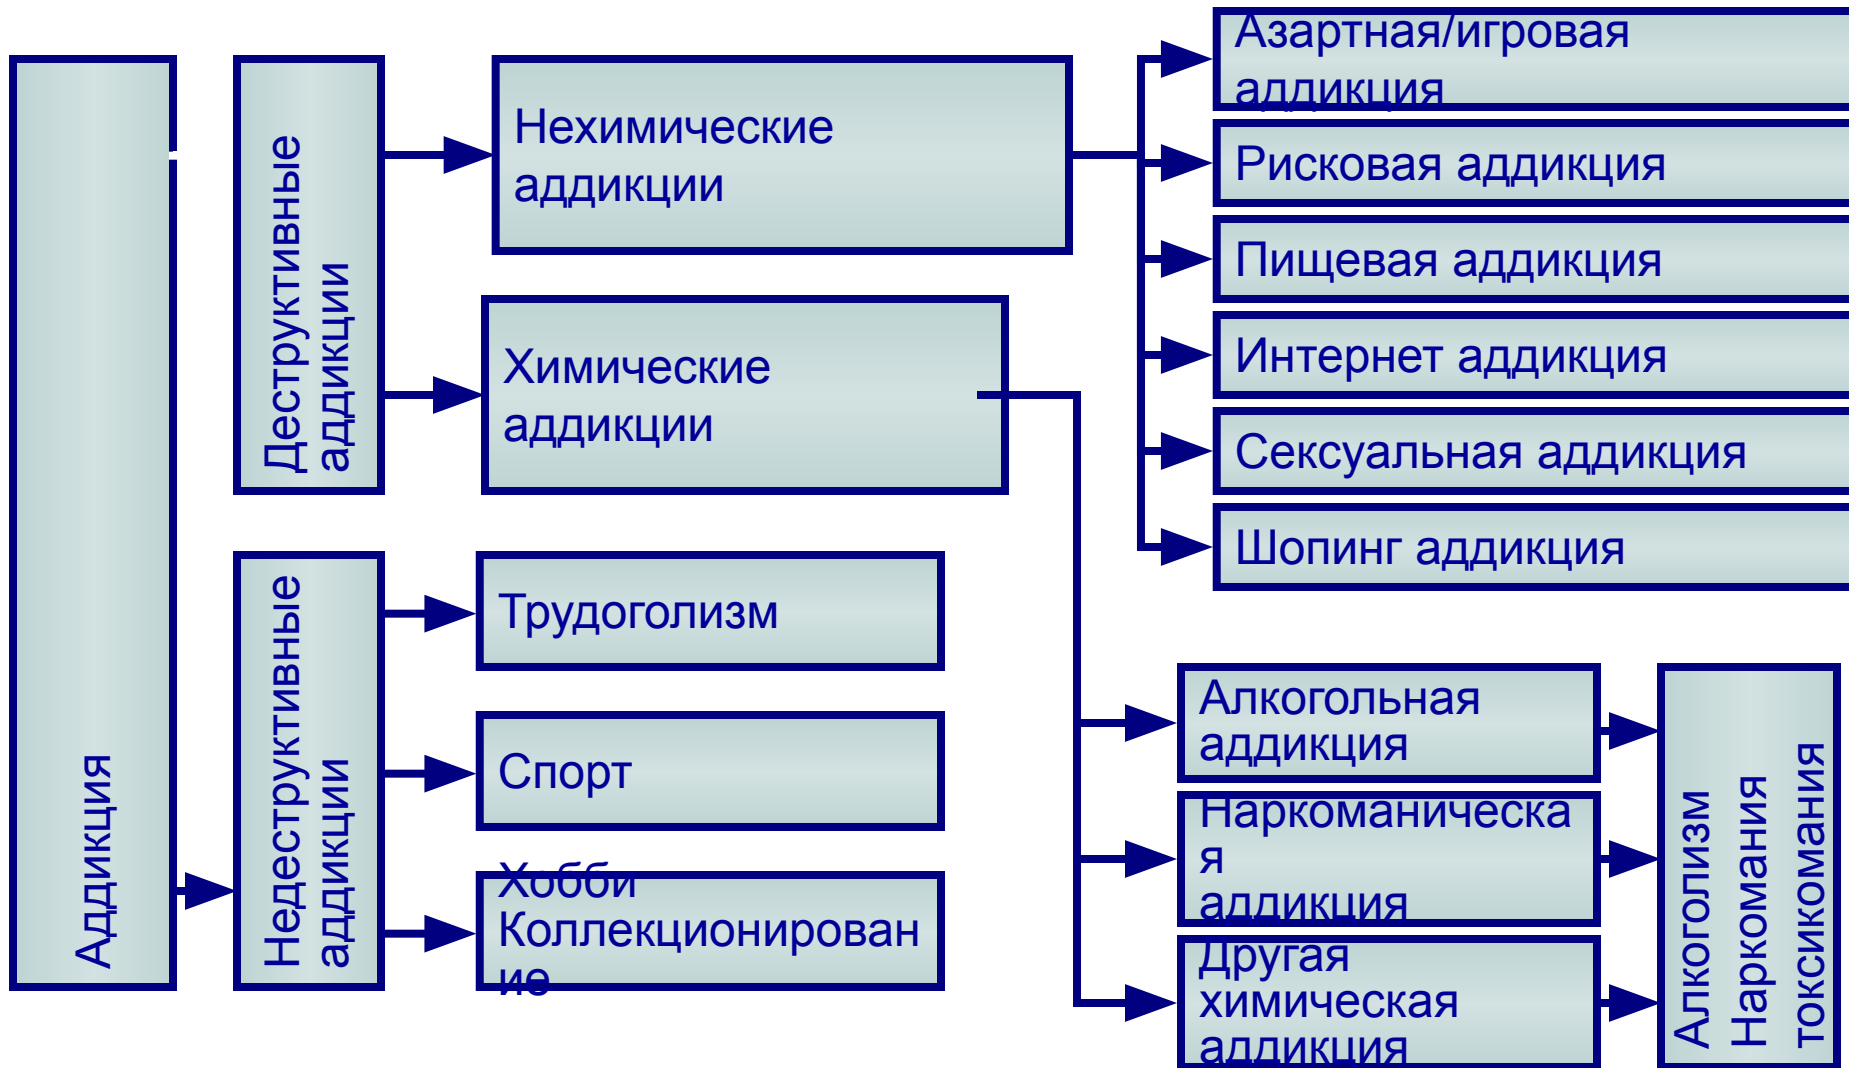 Аддикция
Деструктивные
аддикции
Недеструктивные
аддикции
Нехимические
аддикции
Химические
аддикции
Трудоголизм
Спорт
Хобби
Коллекционирован
ие
Азартная/игровая
аддикция
Рисковая аддикция
Пищевая аддикция
Интернет аддикция
Сексуальная аддикция
Шопинг аддикция
Алкогольная
аддикция
Наркоманическа
я
аддикция
Другая
химическая
аддикция
Алкоголизм
Наркомания
токсикомания